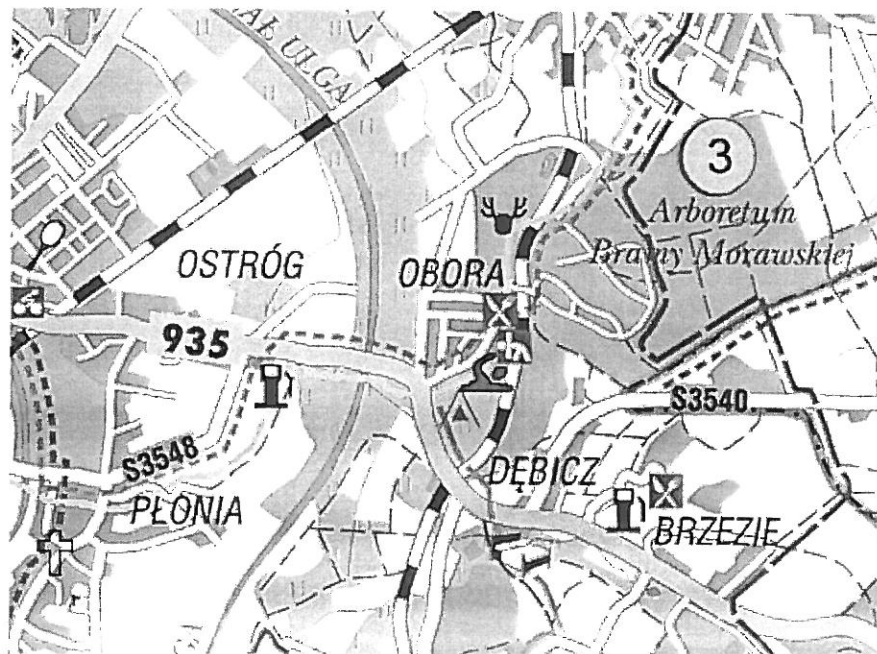 ULGA
3
Arboretum
Bramy Morawskiej
OSTRÓG
OBORA
935
S3540
S3548
DĘBICZ
PŁONIA
BRZEZIE